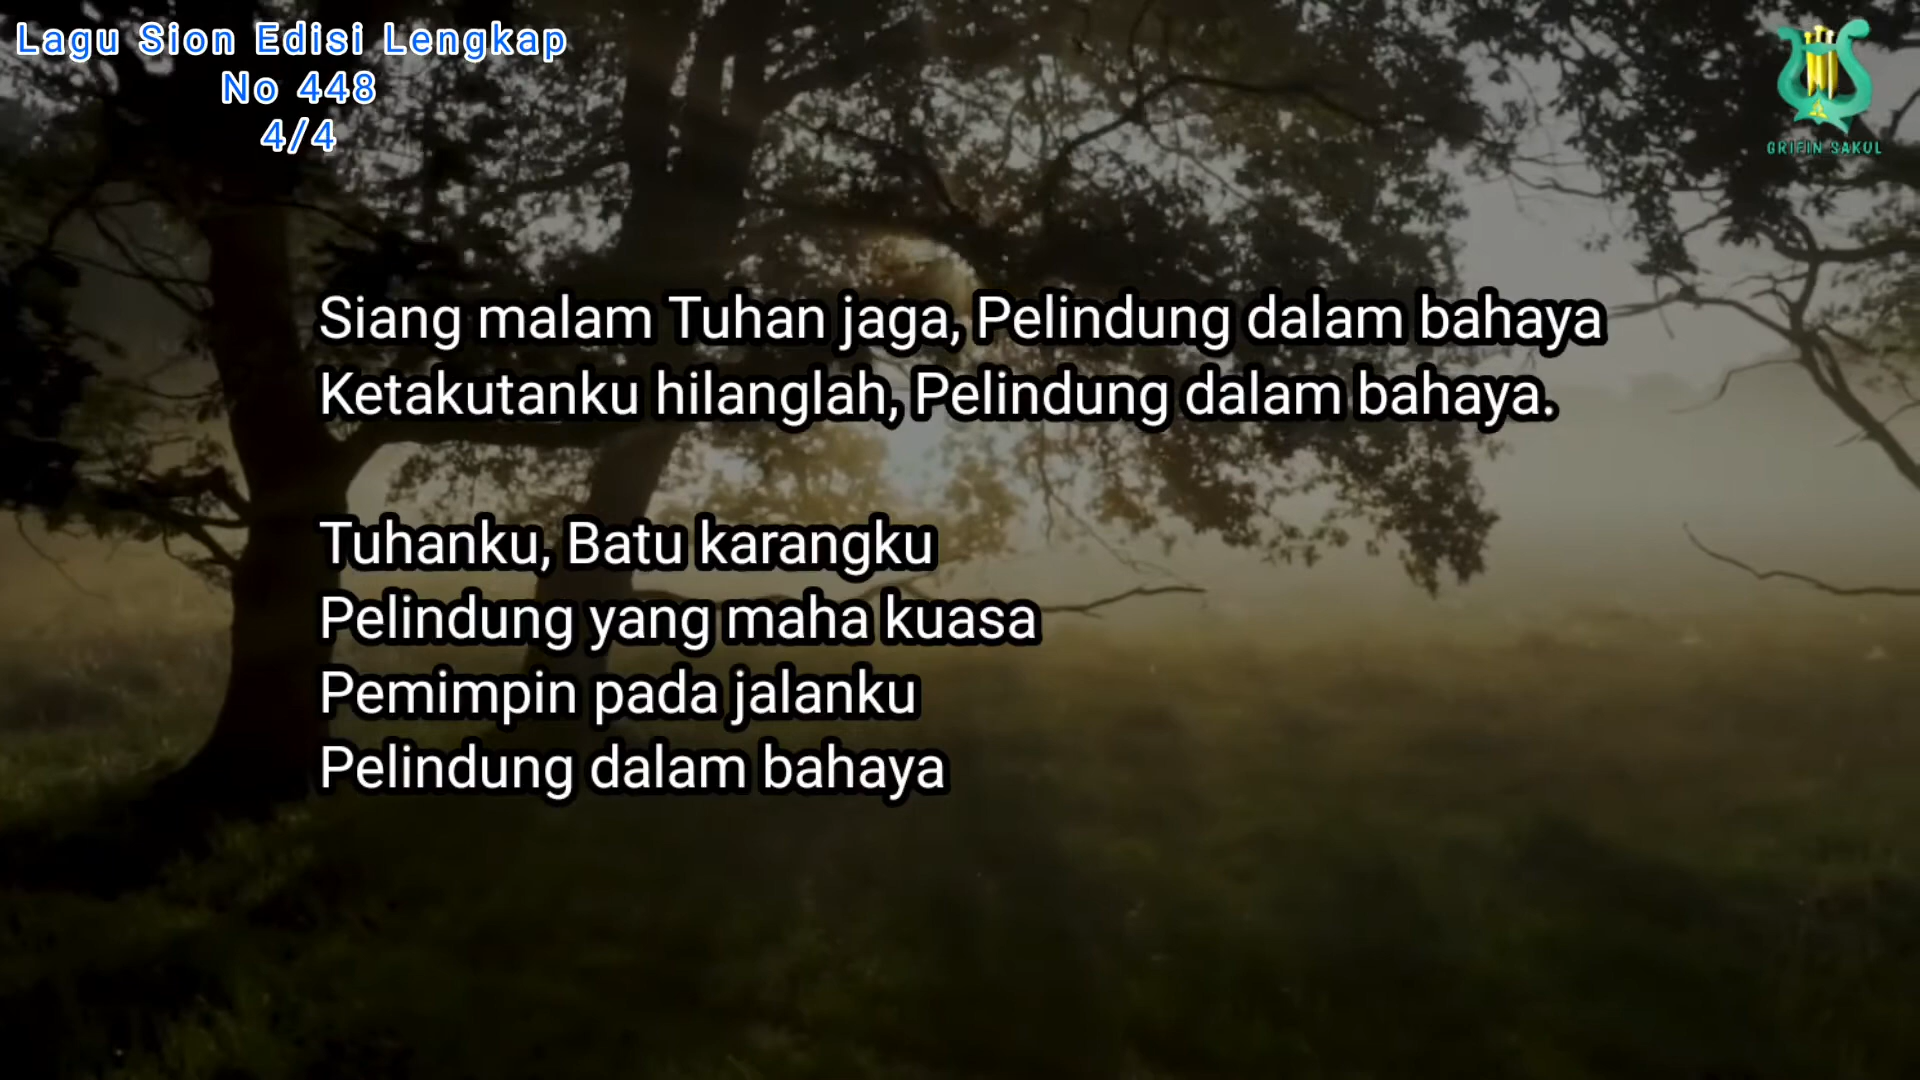 Lagu Sion Edisi Lengkap
No 448
4/4
GRIFIN SAKUL
Siang malam Tuhan jaga, Pelindung dalam bahaya
Ketakutanku hilanglah, Pelindung dalam bahaya.
Tuhanku, Batu karangku
Pelindung yang maha kuasa
Pemimpin pada jalanku
Pelindung dalam bahaya